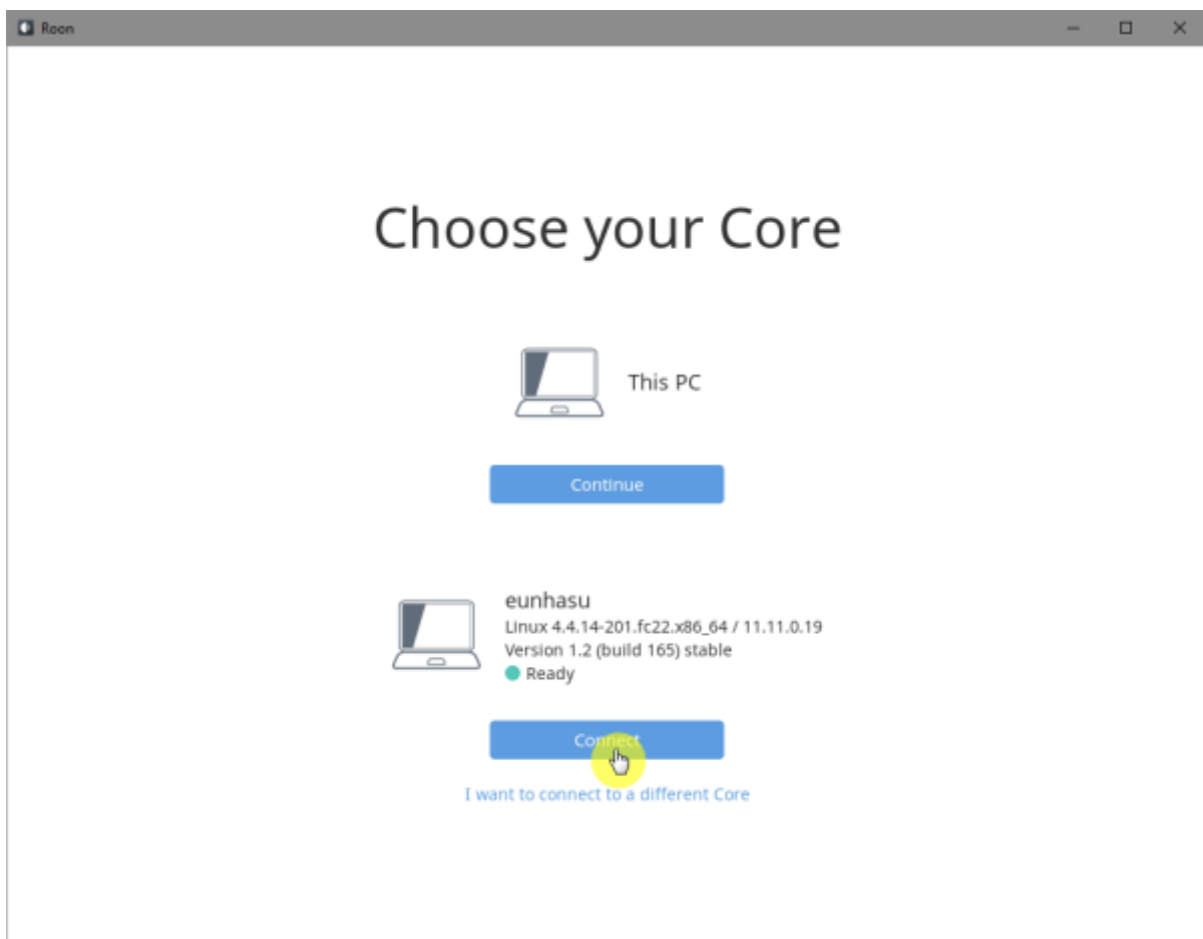 Roon
Choose your Core
This PC
Continue
eunhasu
Linux 4.4.14-201.fc22.x86_64 / 11.11.0.19
Version 1.2 (build 165) stable
Ready
Connect
I want to connect to a different Core